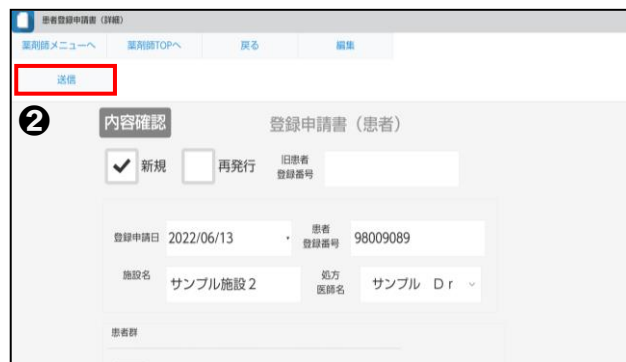 患者登録申請書（詳細）
薬剤師メニューへ 薬剤師TOPへ 戻る 編集
送信
❷
内容確認 登録申請書（患者）
✓ 新規 再発行 旧患者
登録番号
登録申請日 2022/06/13 患者
登録番号 98009089
施設名 サンプル施設２ 処方
医師名 サンプル　Ｄｒ
患者群